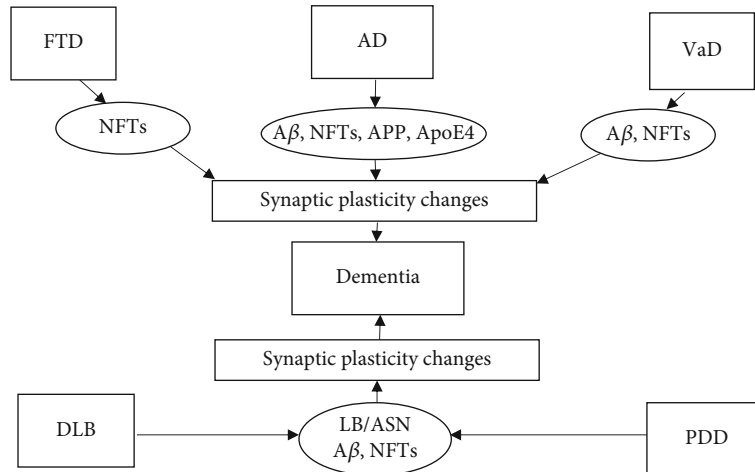 FTD
AD
VaD
NFTs
Aβ, NFTs, APP, ApoE4
Aβ, NFTs
Synaptic plasticity changes
Dementia
Synaptic plasticity changes
DLB
LB/ASN
Aβ, NFTs
PDD